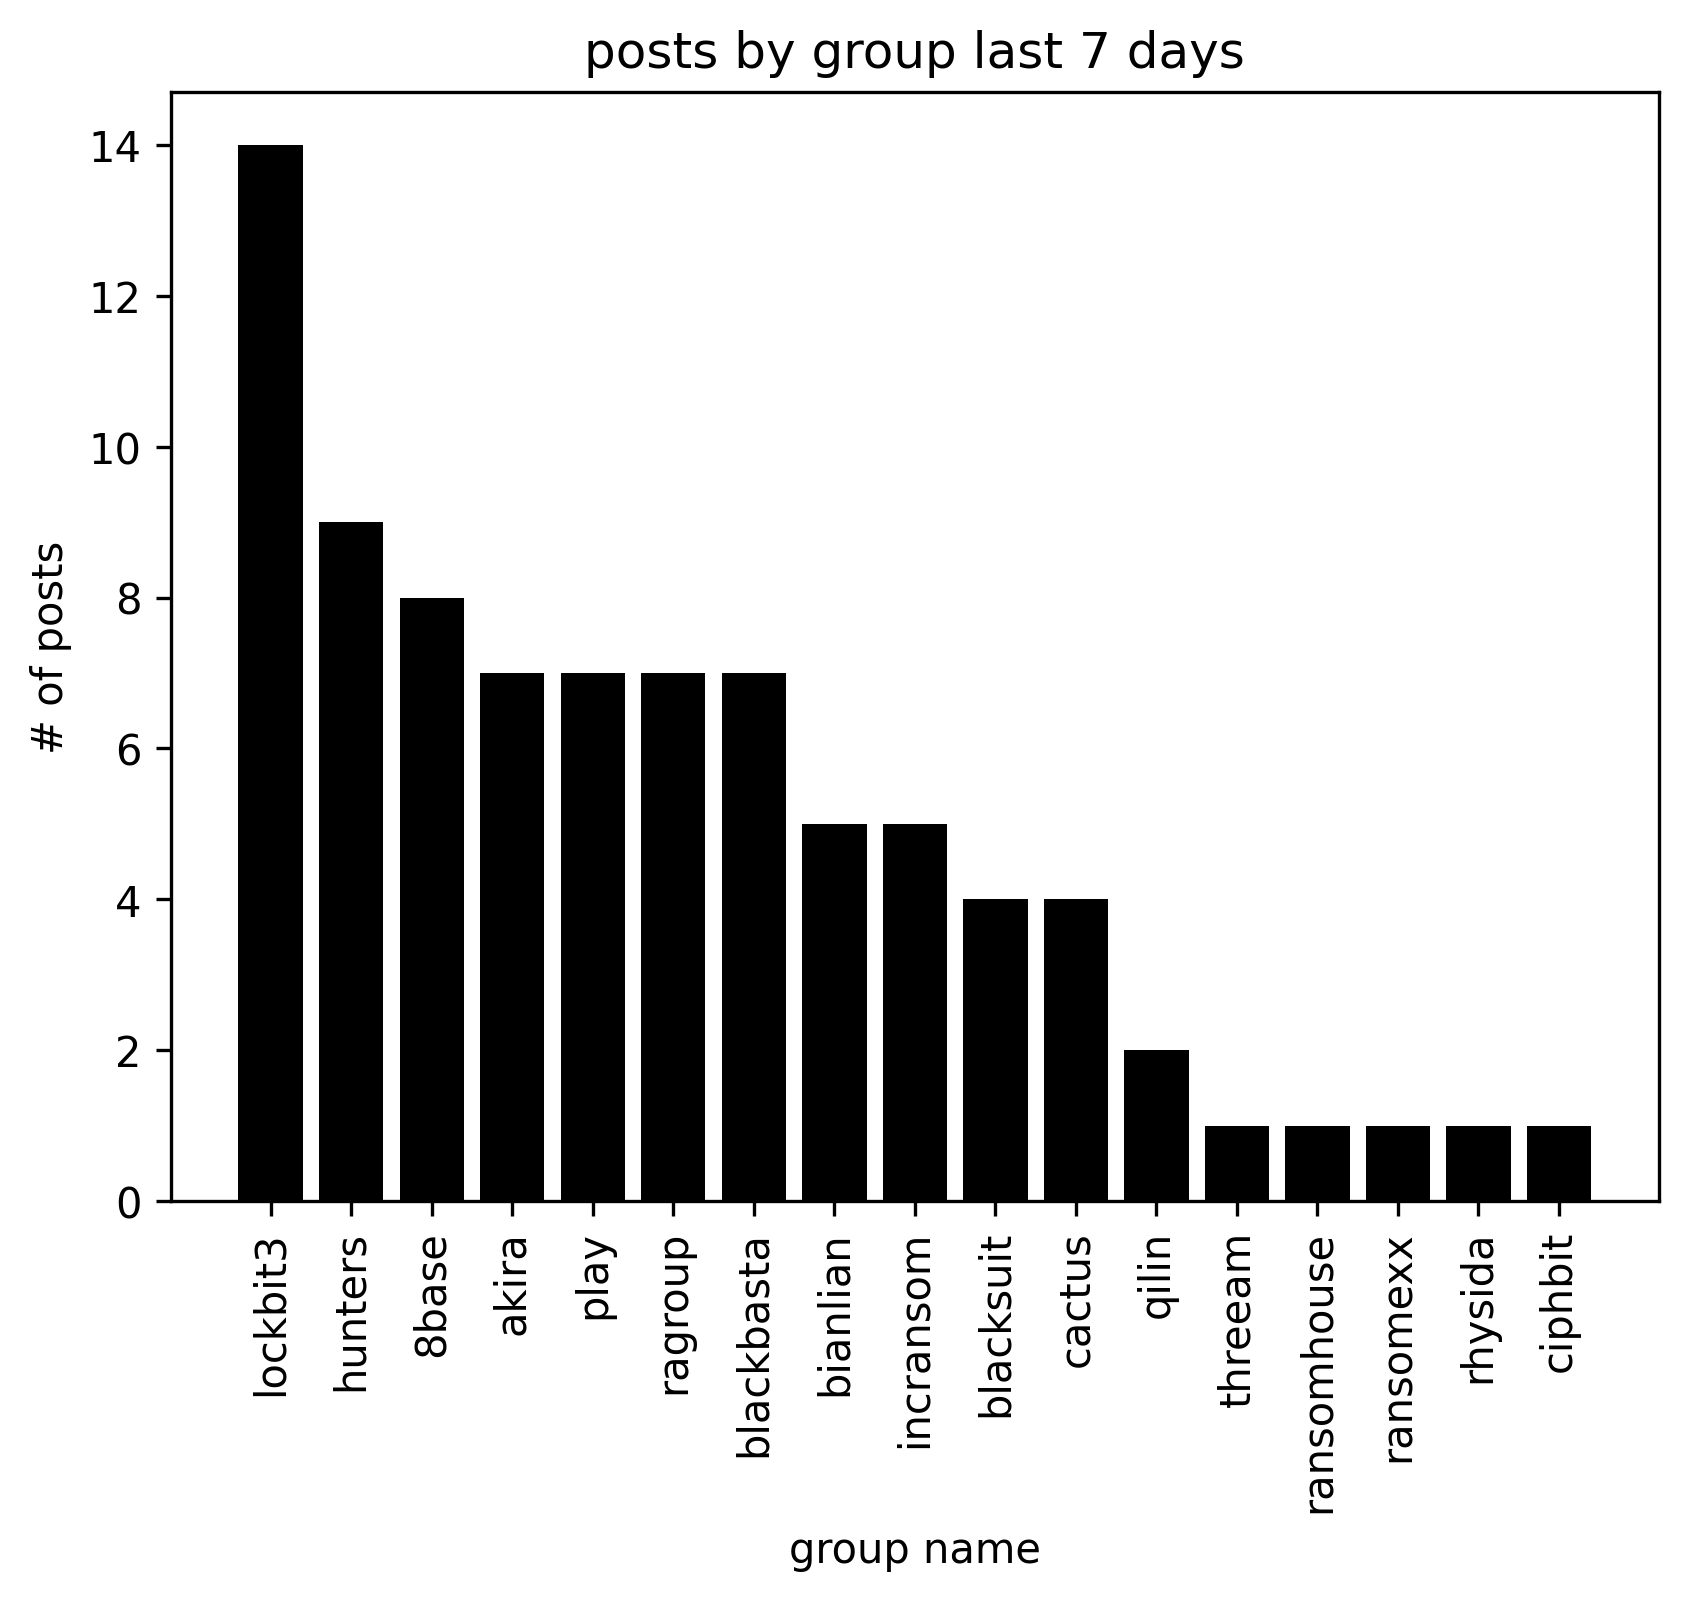 posts by group last 7 days
# of posts
14
12
10
8
6
4
2
0
lockbit3
hunters
8base
akira
play
ragroup
blackbasta
bianlian
incransom
blacksuit
cactus
qilin
threeam
ransomhouse
ransomexx
rhysida
ciphbit
group name